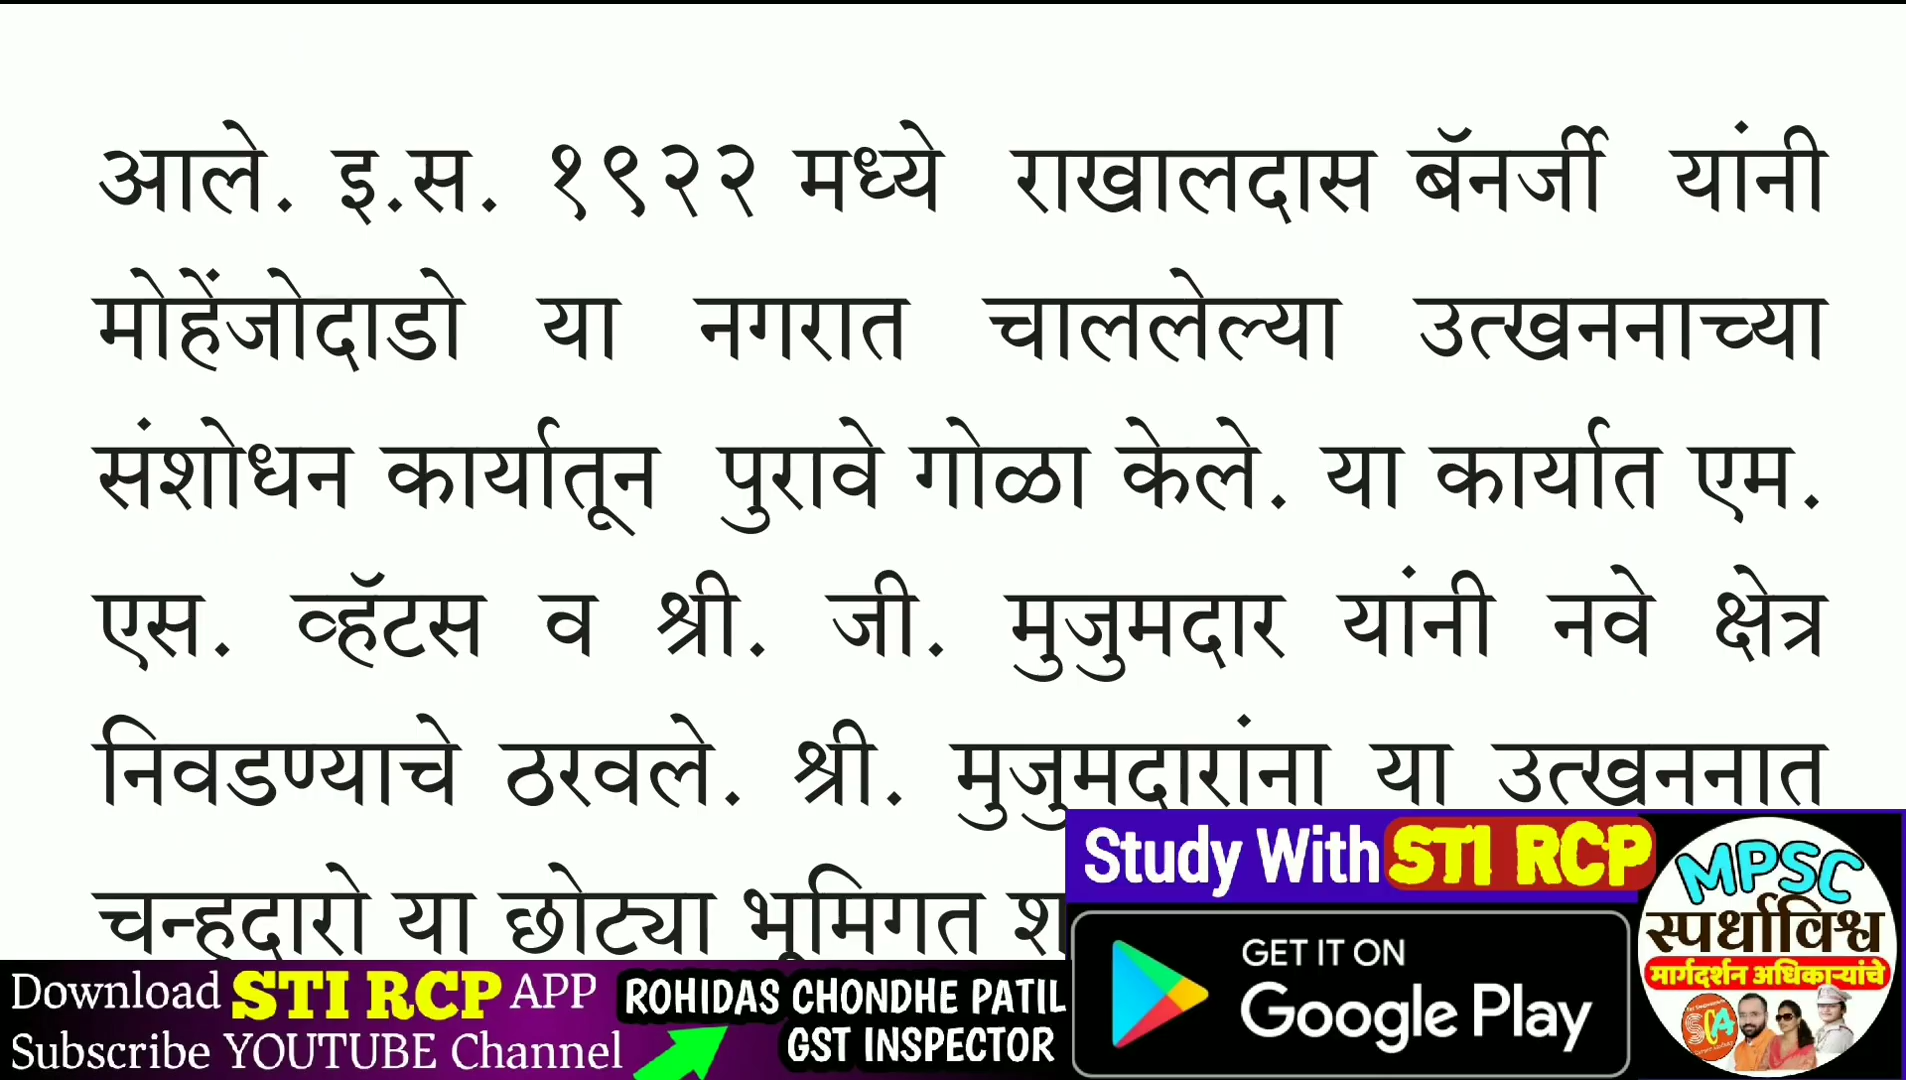 आले. इ.स. १९२२ मध्ये राखालदास बॅनर्जी यांनी
मोहेंजोदाडो या नगरात चाललेल्या उत्खननाच्या
संशोधन कार्यातून पुरावे गोळा केले. या कार्यात एम.
एस. व्हॅटस व श्री. जी. मुजुमदार यांनी नवे क्षेत्र
निवडण्याचे ठरवले. श्री. मुजुमदारांना या उत्खननात
चन्हुदारो या छोट्या भूमिगत
Study With STI RCP
GET IT ON
Google Play
MPSC
स्पर्धाविश्व
मार्गदर्शन अधिकाऱ्यांचे
Download STI RCP APP
Subscribe YOUTUBE Channel
ROHIDAS CHONDHE PATIL
GST INSPECTOR